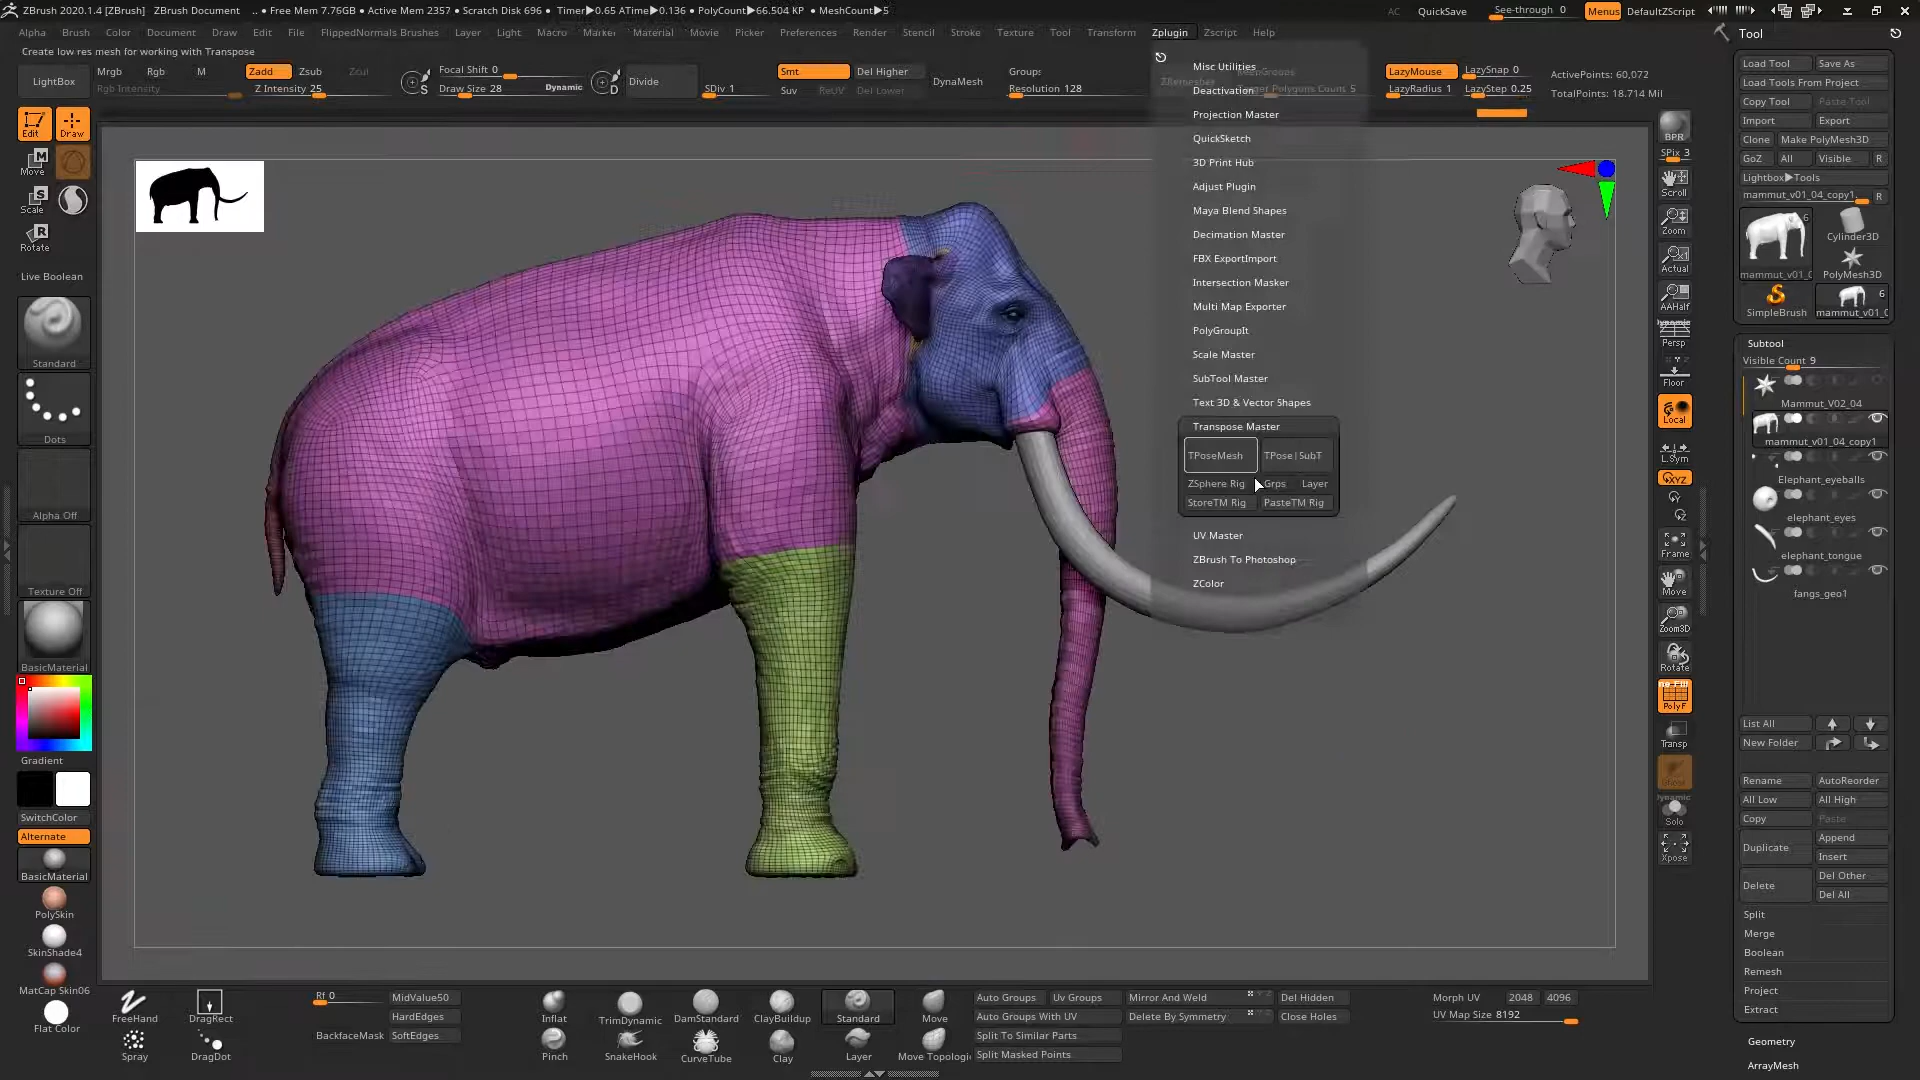 ZBrush 2020.1.4 [ZBrush] ZBrush Document .. • Free Mem 7.76GB • Active Mem 2357 • Scratch Disk 696 • Timer▶0.65 ATime▶0.136 • PolyCount▶66.504 KP • MeshCount▶5
AC QuickSave See-through 0 Menus DefaultZScript
Alpha Brush Color Document Draw Edit File FlippedNormals Brushes Layer Light Macro Marker Material Movie Picker Preferences Render Stencil Stroke Texture Tool Transform Zplugin Zscript Help
Create low res mesh for working with Transpose
LightBox
Mrgb Rgb M
Rgb Intensity
Zadd Zsub Zcut
Z Intensity 25
S
Focal Shift 0
Draw Size 28 Dynamic
D
Divide
SDiv 1
Smt
Suv ReUV
Del Higher
Del Lower
DynaMesh
Groups
Resolution 128
LazyMouse LazySnap 0
LazyRadius 1 LazyStep 0.25
ActivePoints: 60,072
TotalPoints: 18.714 Mil
Edit Draw
Move
Scale
Rotate
Live Boolean
Standard
Dots
Alpha Off
Texture Off
BasicMaterial
Gradient
SwitchColor
Alternate
BasicMaterial
PolySkin
SkinShade4
MatCap Skin06
Flat Color
Misc Utilities
Deactivation
Projection Master
QuickSketch
3D Print Hub
Adjust Plugin
Maya Blend Shapes
Decimation Master
FBX ExportImport
Intersection Masker
Multi Map Exporter
PolyGroupIt
Scale Master
SubTool Master
Text 3D & Vector Shapes
Transpose Master
TPoseMesh TPose|SubT
ZSphere Rig Grps Layer
StoreTM Rig PasteTM Rig
UV Master
ZBrush To Photoshop
ZColor
BPR
SPix 3
Scroll
Zoom
Actual
AAHalf
Dynamic
Persp
Floor
Local
L.Sym
XYZ
Frame
Move
Zoom3D
Rotate
PolyF
Transp
Ghost
Dynamic
Solo
Xpose
Tool
Load Tool Save As
Load Tools From Project
Copy Tool Paste Tool
Import Export
Clone Make PolyMesh3D
GoZ All Visible R
Lightbox▶Tools
mammut_v01_04_copy1. R
6
mammut_v01_0
Cylinder3D
PolyMesh3D
SimpleBrush
6
mammut_v01_0
Subtool
Visible Count 9
Mammut_V02_04
mammut_v01_04_copy1
Elephant_eyeballs
elephant_eyes
elephant_tongue
fangs_geo1
List All
New Folder
Rename AutoReorder
All Low All High
Copy Paste
Duplicate Append
Insert
Delete Del Other
Del All
Split
Merge
Boolean
Remesh
Project
Extract
Geometry
ArrayMesh
FreeHand DragRect
Spray DragDot
Rf 0 MidValue50
HardEdges
BackfaceMask SoftEdges
Inflat TrimDynamic DamStandard ClayBuildup Standard Move
Pinch SnakeHook CurveTube Clay Layer Move Topologi
Auto Groups Uv Groups Mirror And Weld Del Hidden
Auto Groups With UV Delete By Symmetry Close Holes
Split To Similar Parts
Split Masked Points
Morph UV 2048 4096
UV Map Size 8192